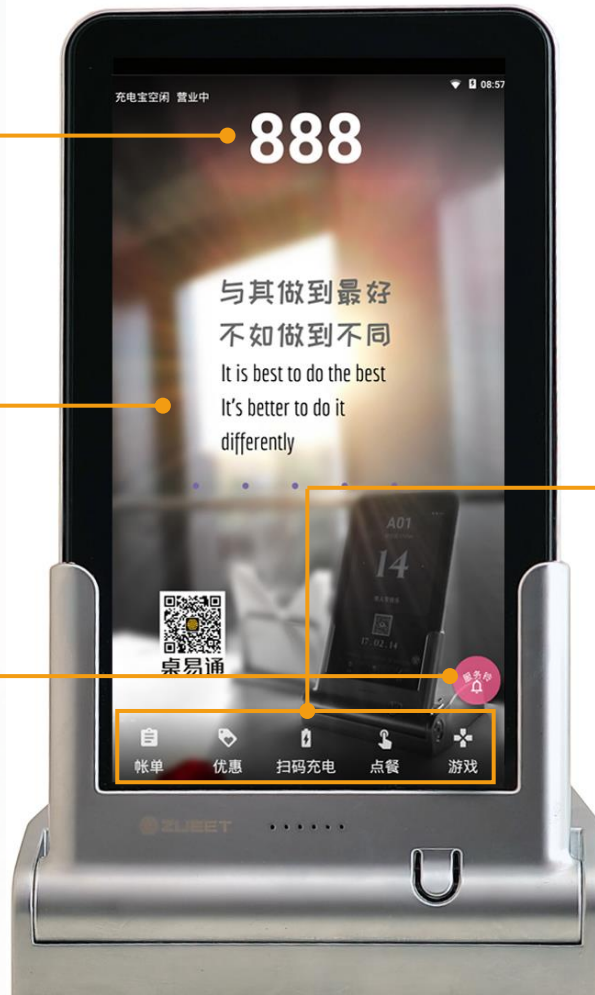 充电宝空闲 营业中
08:57
888
与其做到最好
不如做到不同
It is best to do the best
It's better to do it
differently
A01
14
17:02:14
桌易通
服务铃
帐单
优惠
扫码充电
点餐
游戏
ZUEET